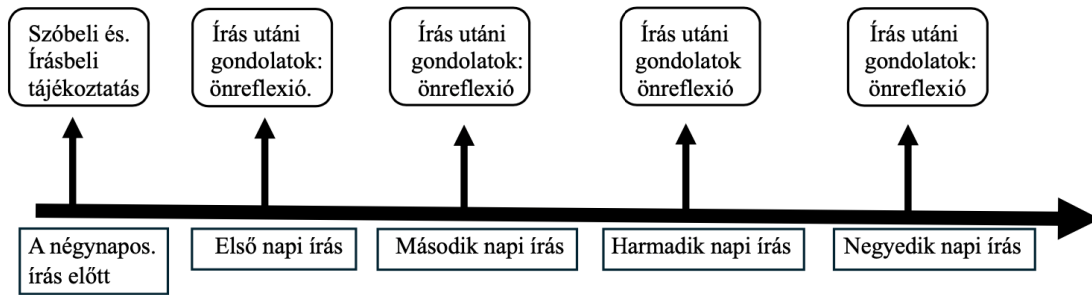 Szóbeli és.
Írásbeli
tájékoztatás
Írás utáni
gondolatok:
önreflexió.
Írás utáni
gondolatok:
önreflexió
Írás utáni
gondolatok
önreflexió
Írás utáni
gondolatok:
önreflexió
A négynapos.
írás előtt
Első napi írás
Második napi írás
Harmadik napi írás
Negyedik napi írás